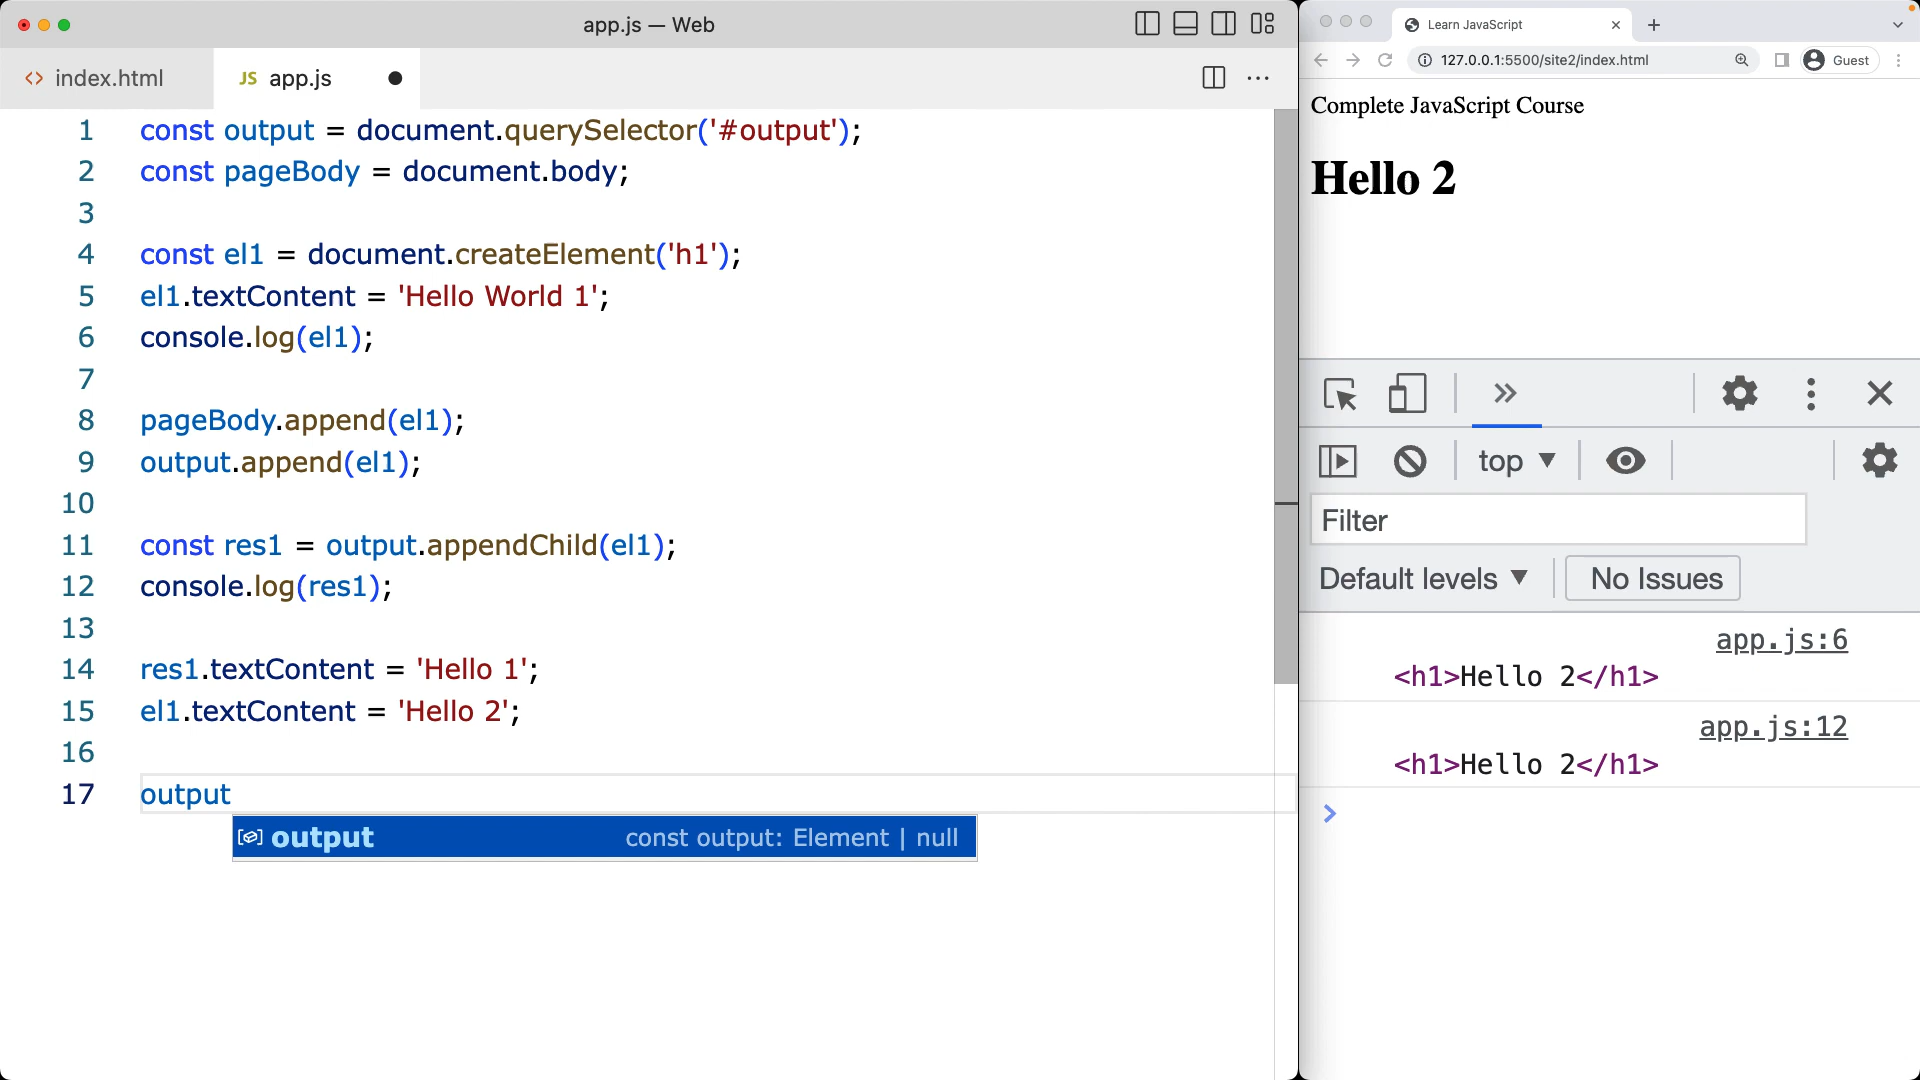 app.js — Web
index.html
JS app.js
1 const output = document.querySelector('#output');
2 const pageBody = document.body;
3
4 const el1 = document.createElement('h1');
5 el1.textContent = 'Hello World 1';
6 console.log(el1);
7
8 pageBody.append(el1);
9 output.append(el1);
10
11 const res1 = output.appendChild(el1);
12 console.log(res1);
13
14 res1.textContent = 'Hello 1';
15 el1.textContent = 'Hello 2';
16
17 output
output const output: Element | null
Learn JavaScript
127.0.0.1:5500/site2/index.html
Guest
Complete JavaScript Course
Hello 2
top
Filter
Default levels
No Issues
app.js:6
<h1>Hello 2</h1>
app.js:12
<h1>Hello 2</h1>